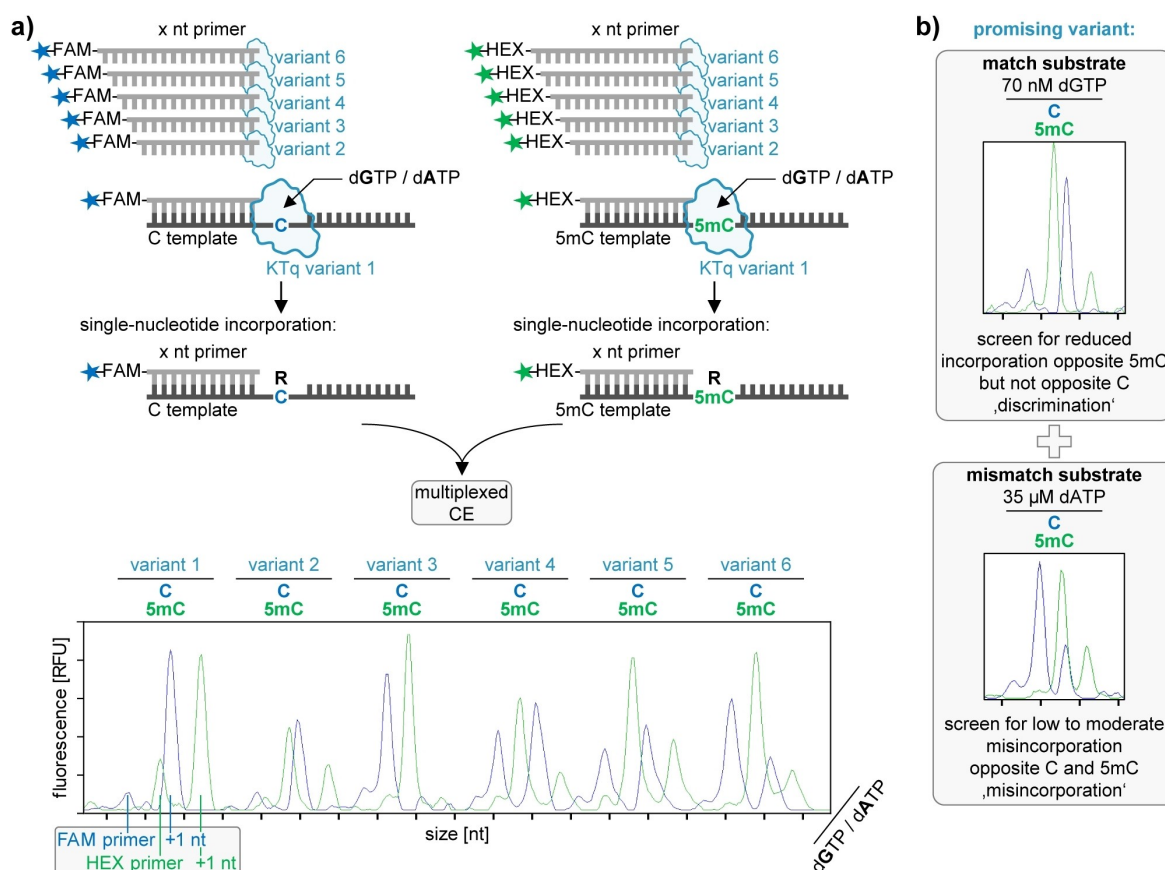 a)
x nt primer
FAM
variant 6
FAM
variant 5
FAM
variant 4
FAM
variant 3
FAM
variant 2
dGTP / dATP
FAM
C
C template
KTq variant 1
single-nucleotide incorporation:
x nt primer
FAM
R
C
C template
x nt primer
HEX
variant 6
HEX
variant 5
HEX
variant 4
HEX
variant 3
HEX
variant 2
dGTP / dATP
HEX
5mC
5mC template
KTq variant 1
single-nucleotide incorporation:
x nt primer
HEX
R
5mC
5mC template
multiplexed
CE
variant 1
C
5mC
variant 2
C
5mC
variant 3
C
5mC
variant 4
C
5mC
variant 5
C
5mC
variant 6
C
5mC
fluorescence [RFU]
size [nt]
dGTP / dATP
FAM primer +1 nt
HEX primer +1 nt
b)
promising variant:
match substrate
70 nM dGTP
C
5mC
screen for reduced
incorporation opposite 5mC
but not opposite C
‚discrimination‘
mismatch substrate
35 µM dATP
C
5mC
screen for low to moderate
misincorporation
opposite C and 5mC
‚misincorporation‘